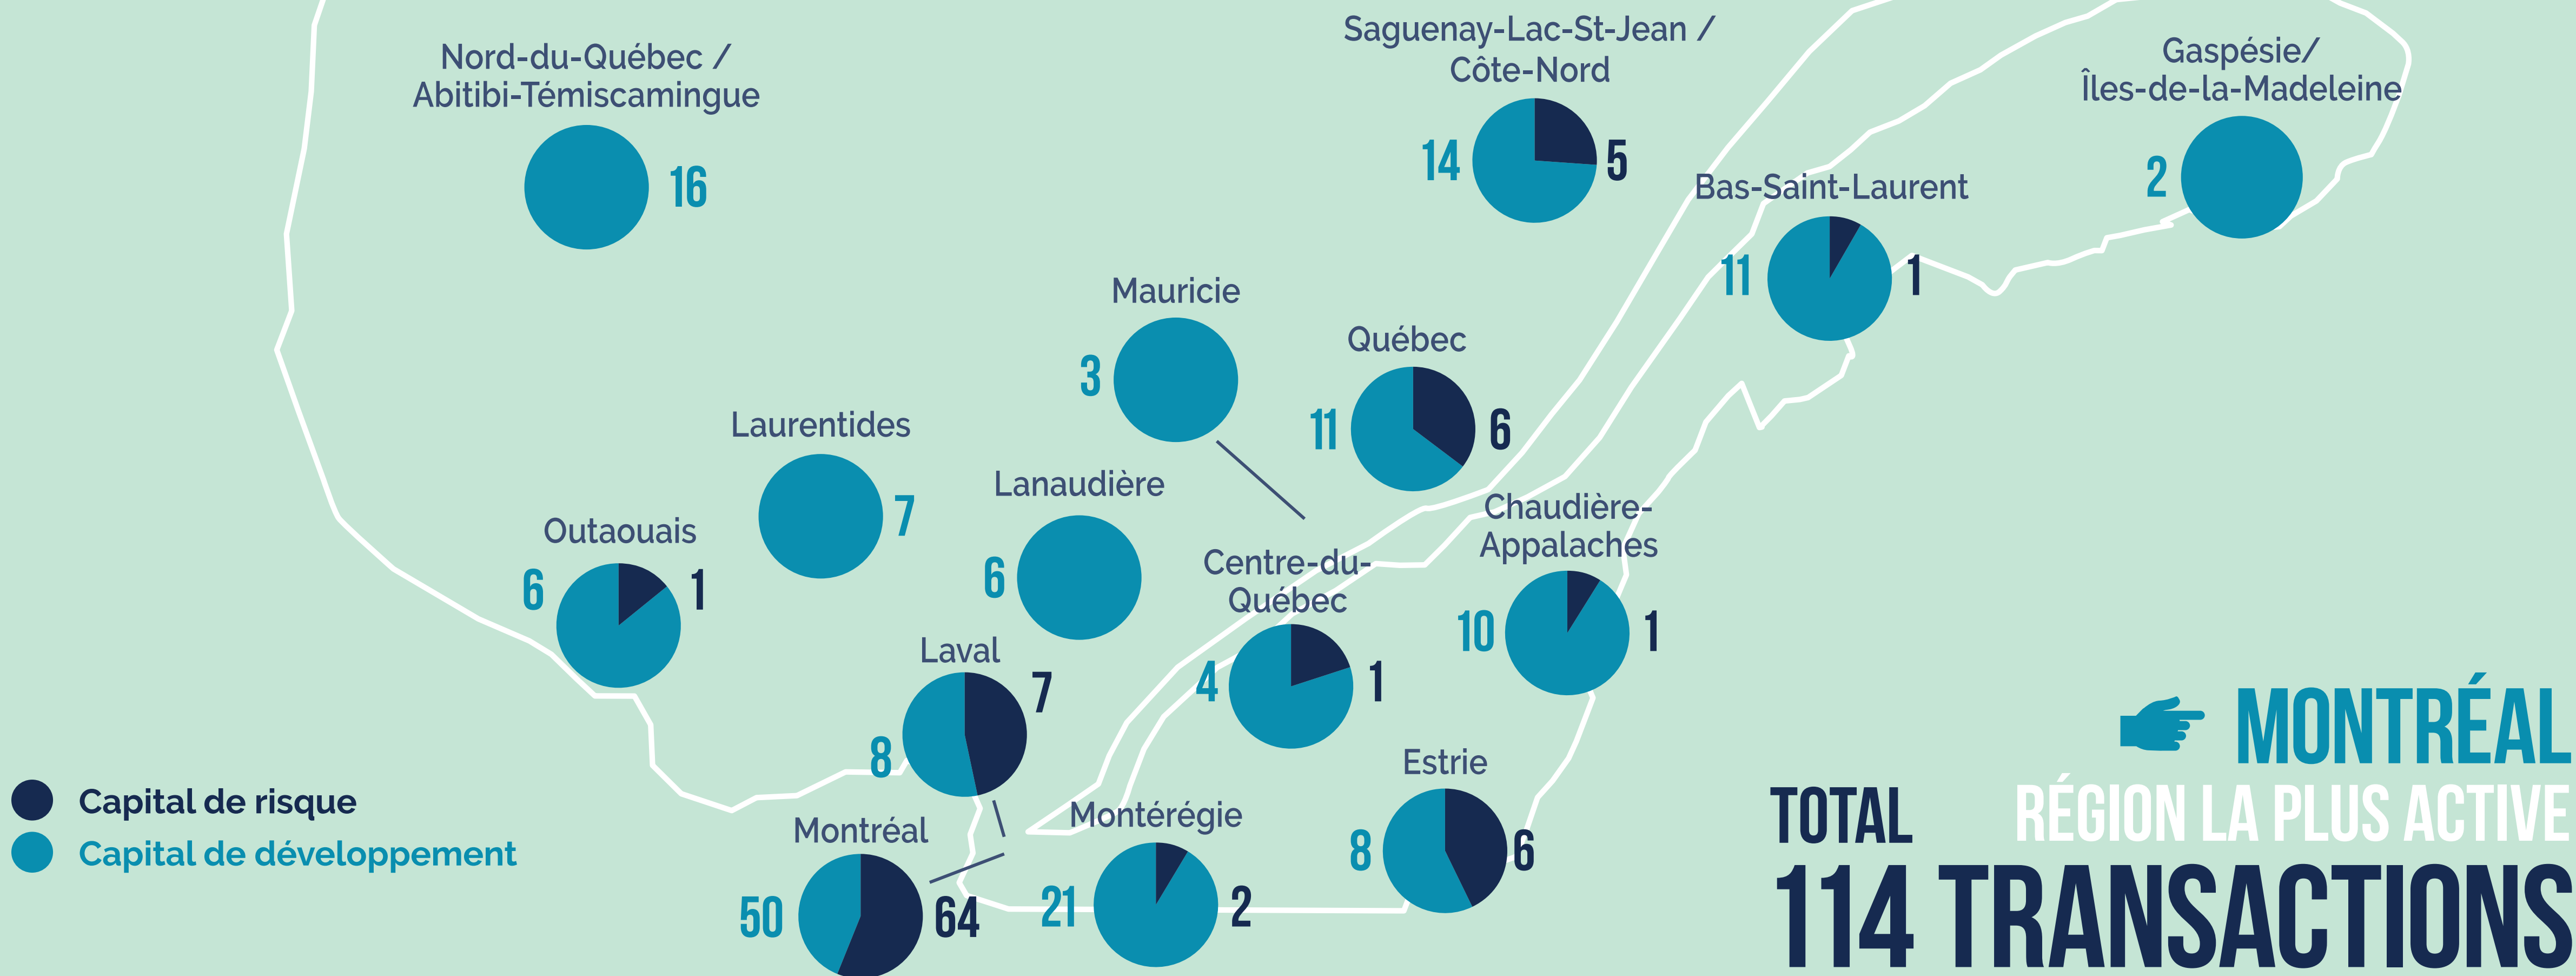 Saguenay-Lac-St-Jean /
Côte-Nord
14
5
Nord-du-Québec /
Abitibi-Témiscamingue
16
Gaspésie/
Îles-de-la-Madeleine
2
Bas-Saint-Laurent
11
1
Mauricie
3
Québec
11
6
Laurentides
7
Lanaudière
6
Outaouais
6
1
Chaudière-
Appalaches
10
1
Centre-du-
Québec
4
1
Laval
7
8
Estrie
8
6
Montréal
50
64
Montérégie
21
2
Capital de risque
Capital de développement
MONTRÉAL
TOTAL RÉGION LA PLUS ACTIVE
114 TRANSACTIONS